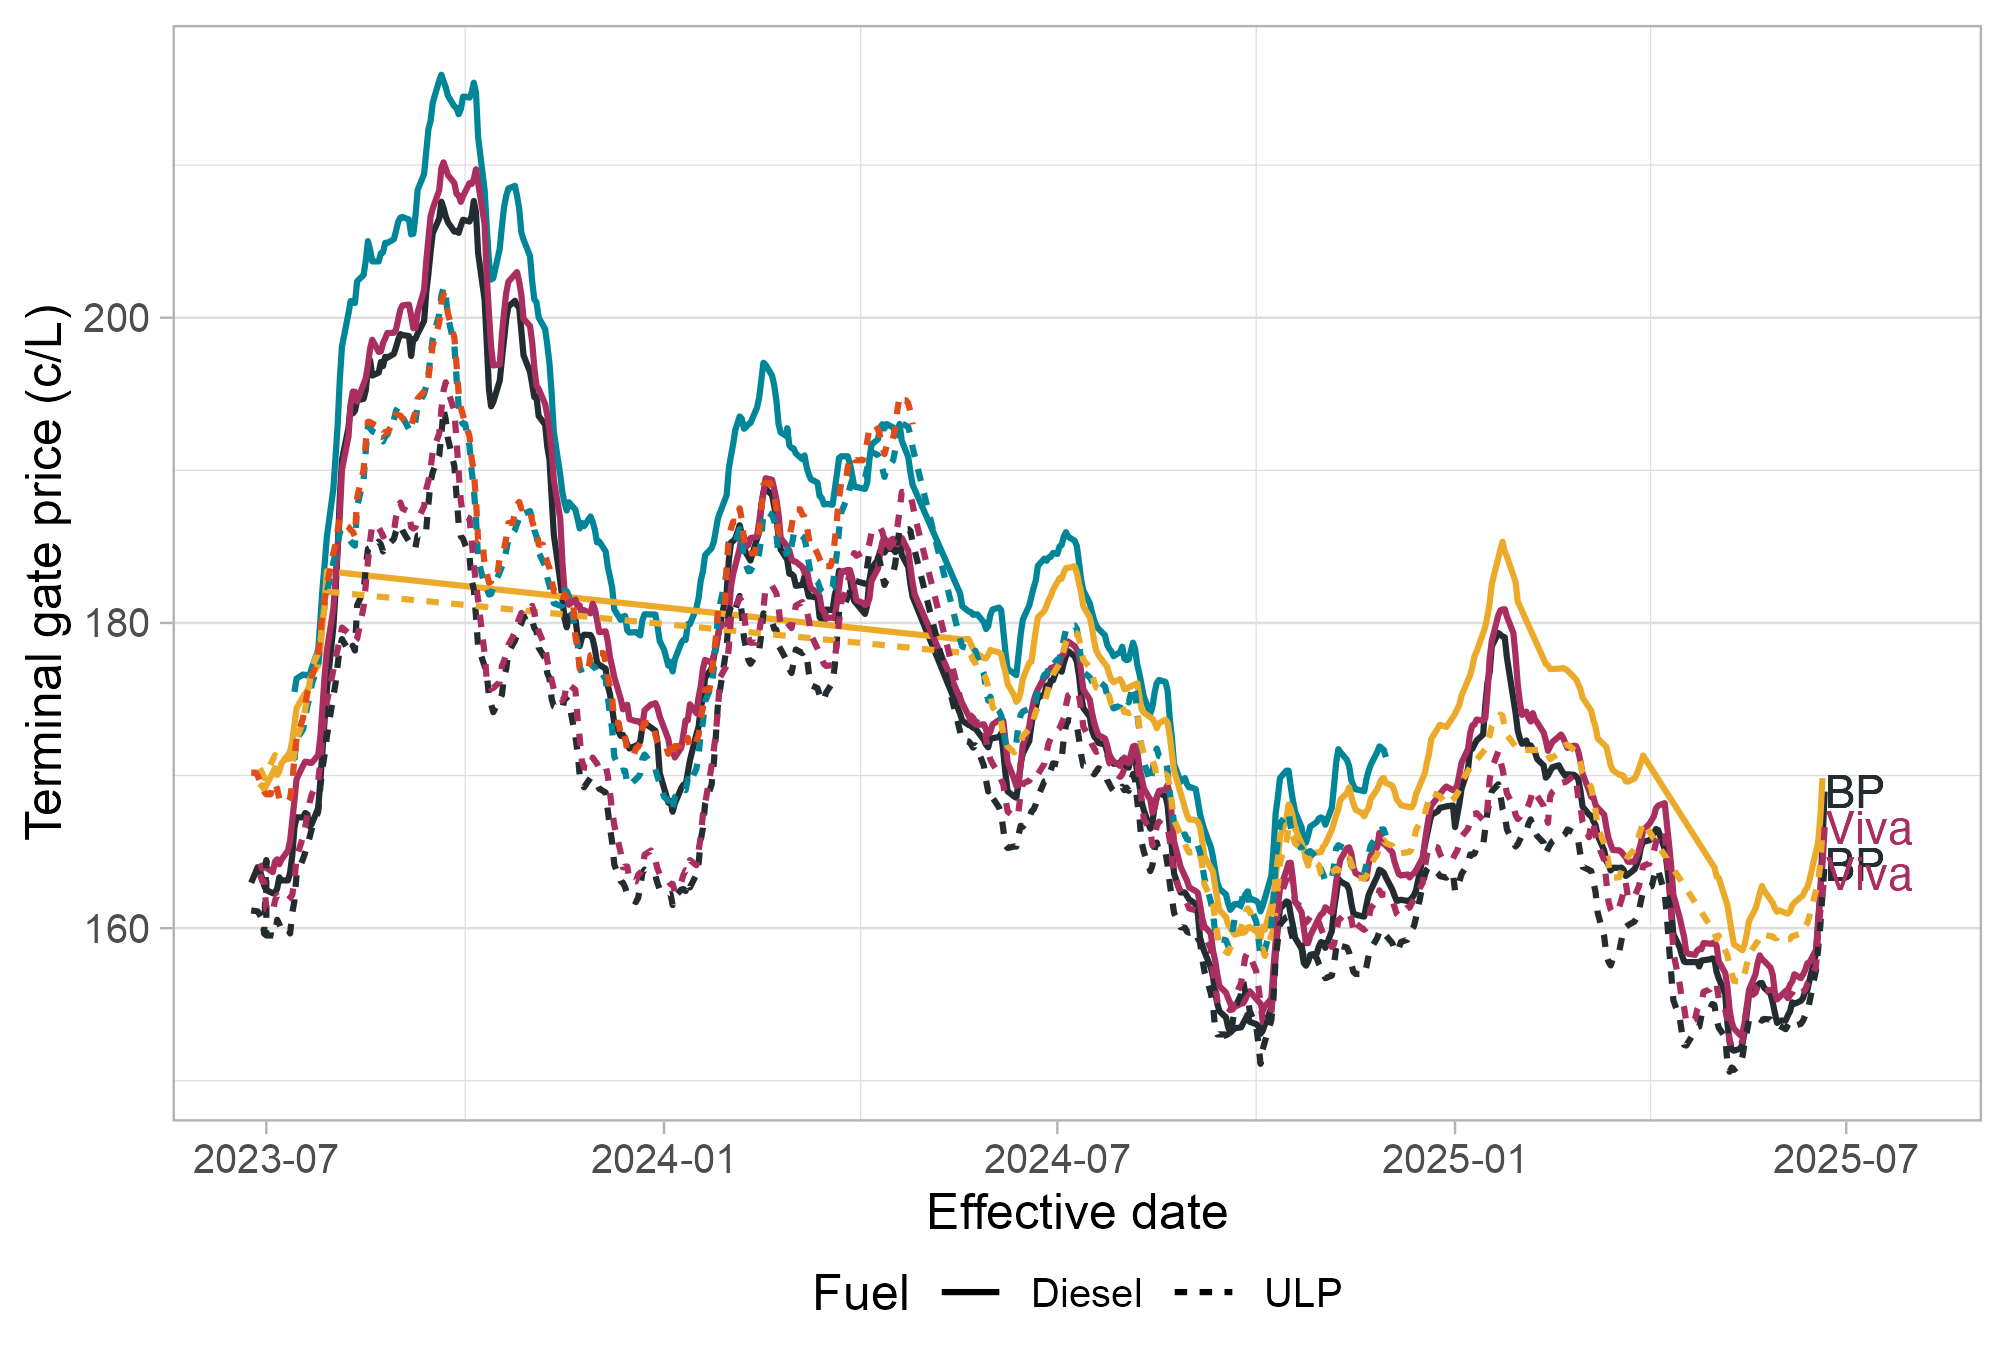 Terminal gate price (c/L)
200
180
160
BP
Viva
BP
Viva
2023-07
2024-01
2024-07
2025-01
2025-07
Effective date
Fuel
Diesel
ULP